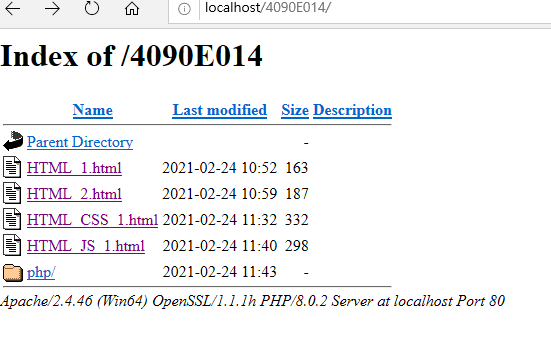 localhost/4090E014/
Index of /4090E014
Name Last modified Size Description
Parent Directory -
HTML_1.html 2021-02-24 10:52 163
HTML_2.html 2021-02-24 10:59 187
HTML_CSS_1.html 2021-02-24 11:32 332
HTML_JS_1.html 2021-02-24 11:40 298
php/ 2021-02-24 11:43 -
Apache/2.4.46 (Win64) OpenSSL/1.1.1h PHP/8.0.2 Server at localhost Port 80